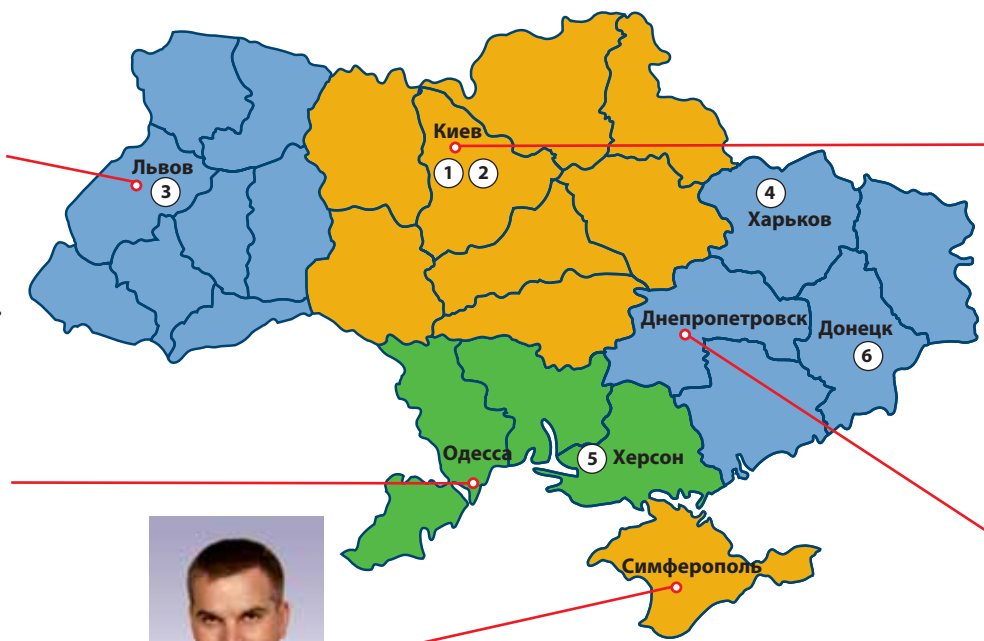 Киев
1 2
Львов
3
4
Харьков
Днепропетровск
Донецк
6
Одесса
5 Херсон
Симферополь